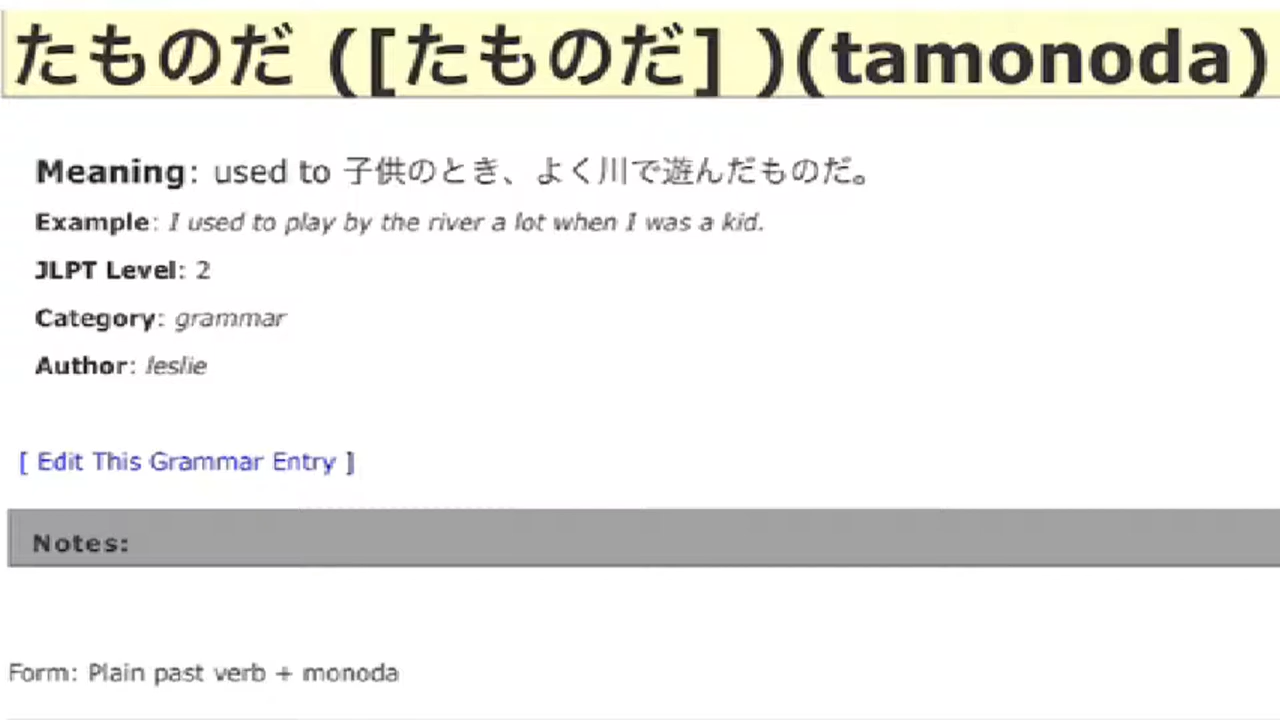 たものだ ([たものだ] )(tamonoda)
Meaning: used to 子供のとき、よく川で遊んだものだ。
Example: I used to play by the river a lot when I was a kid.
JLPT Level: 2
Category: grammar
Author: leslie
[ Edit This Grammar Entry ]
Notes:
Form: Plain past verb + monoda